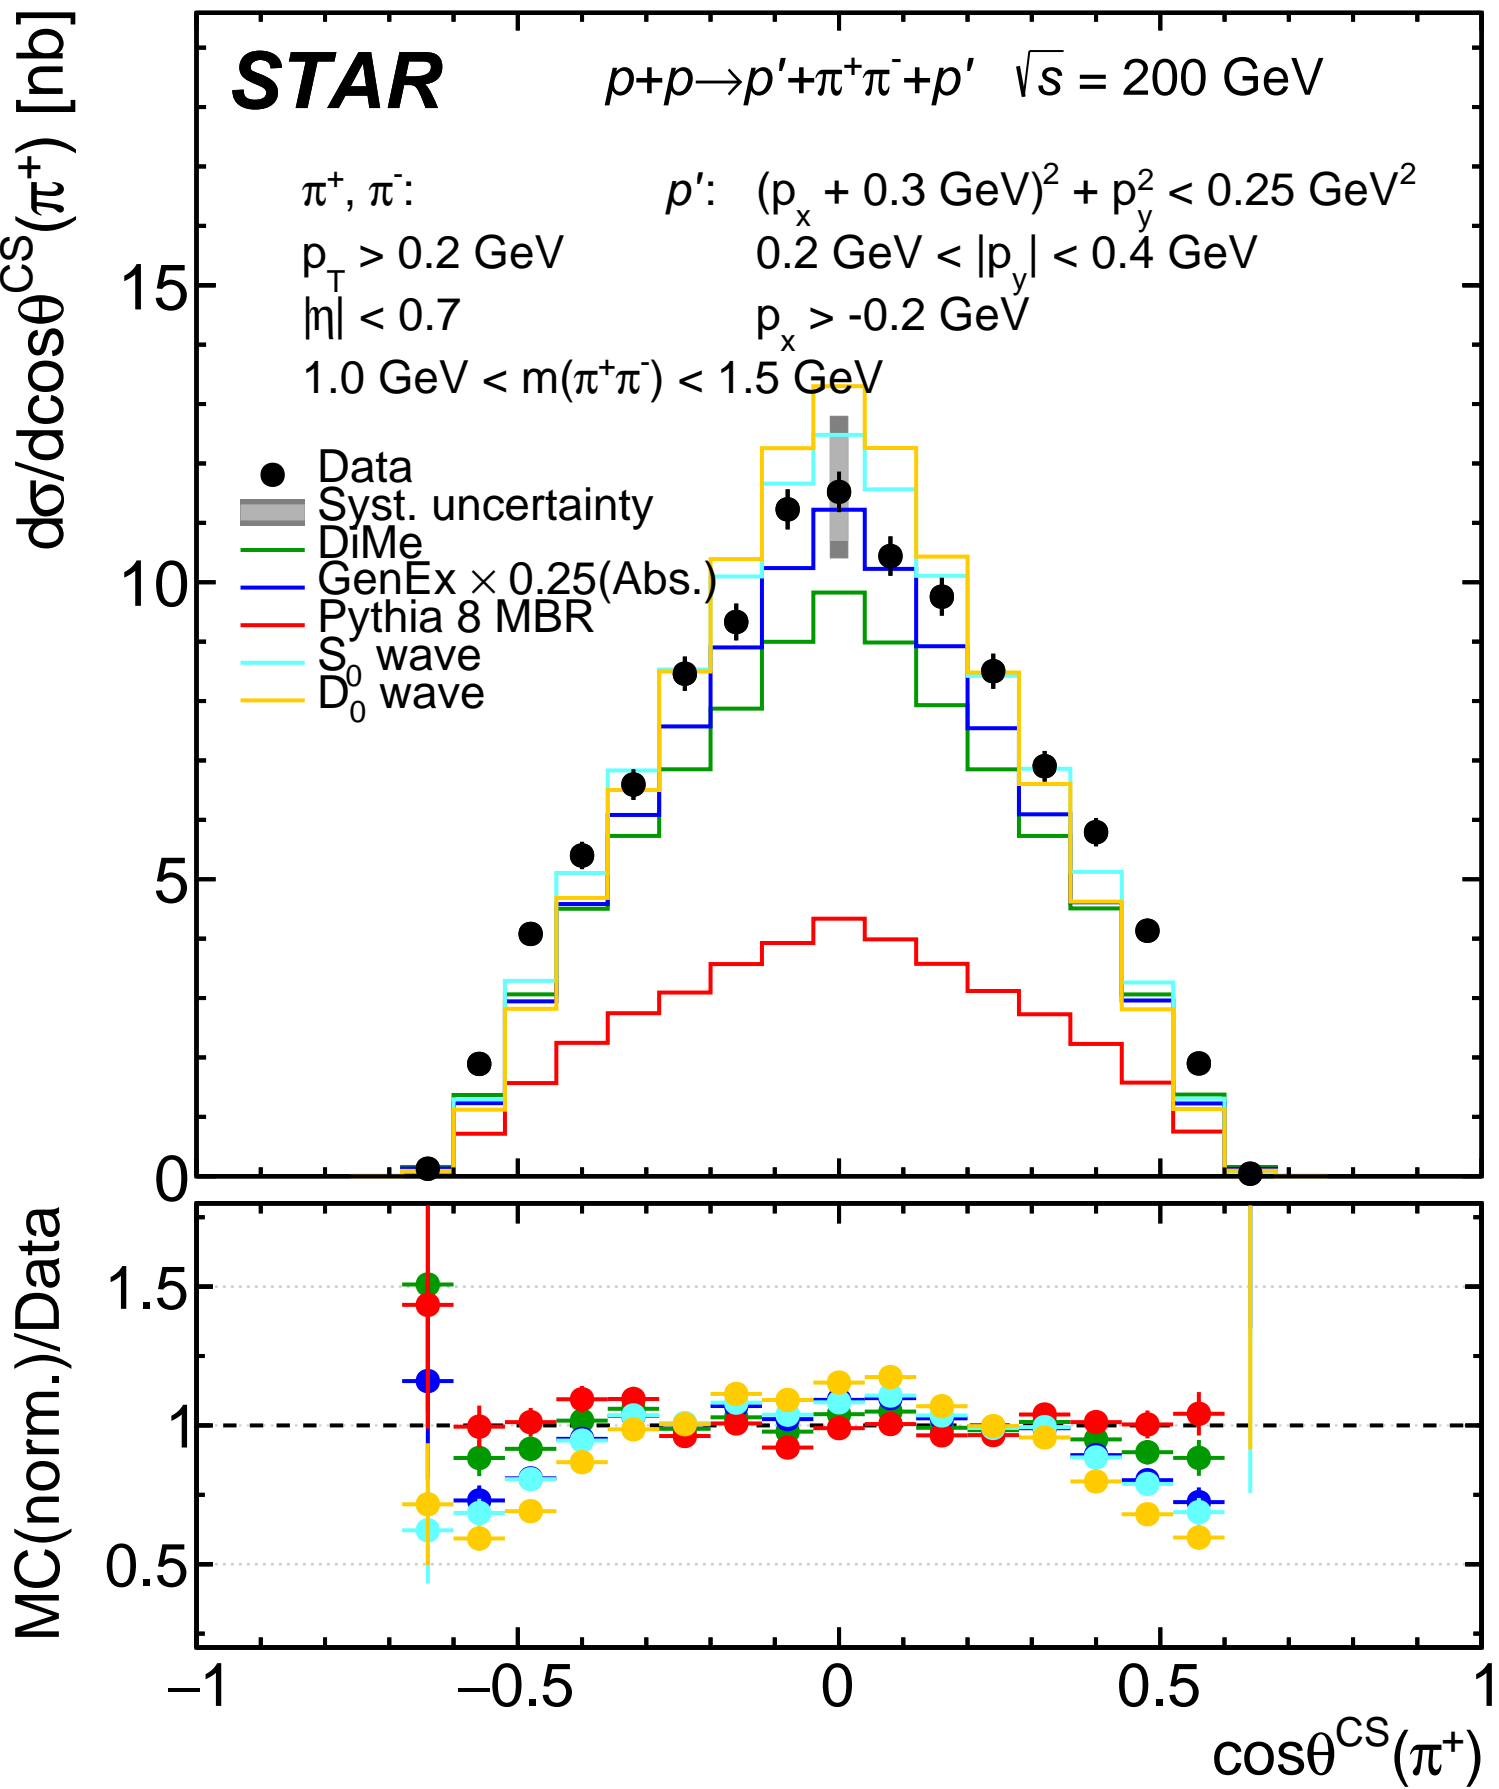 STAR p+p→p′+π⁺π⁻+p′ √s = 200 GeV
π⁺, π⁻: p′: (pₓ + 0.3 GeV)² + p_y² < 0.25 GeV²
p_T > 0.2 GeV 0.2 GeV < |p_y| < 0.4 GeV
|η| < 0.7 pₓ > -0.2 GeV
1.0 GeV < m(π⁺π⁻) < 1.5 GeV
Data
Syst. uncertainty
DiMe
GenEx × 0.25(Abs.)
Pythia 8 MBR
S₀ wave
D₀ wave
dσ/dcosθ^CS(π⁺) [nb]
15
10
5
0
MC(norm.)/Data
1.5
1
0.5
−1 −0.5 0 0.5 1
cosθ^CS(π⁺)